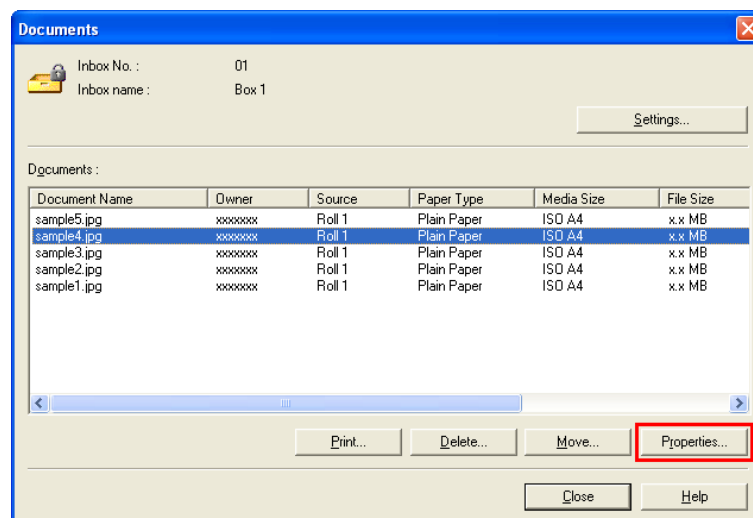 Documents
Inbox No. : 01
Inbox name : Box 1
Settings...
Documents :
Document Name Owner Source Paper Type Media Size File Size
sample5.jpg xxxxxxx Roll 1 Plain Paper ISO A4 x.x MB
sample4.jpg xxxxxxx Roll 1 Plain Paper ISO A4 x.x MB
sample3.jpg xxxxxxx Roll 1 Plain Paper ISO A4 x.x MB
sample2.jpg xxxxxxx Roll 1 Plain Paper ISO A4 x.x MB
sample1.jpg xxxxxxx Roll 1 Plain Paper ISO A4 x.x MB
Print... Delete... Move... Properties...
Close Help